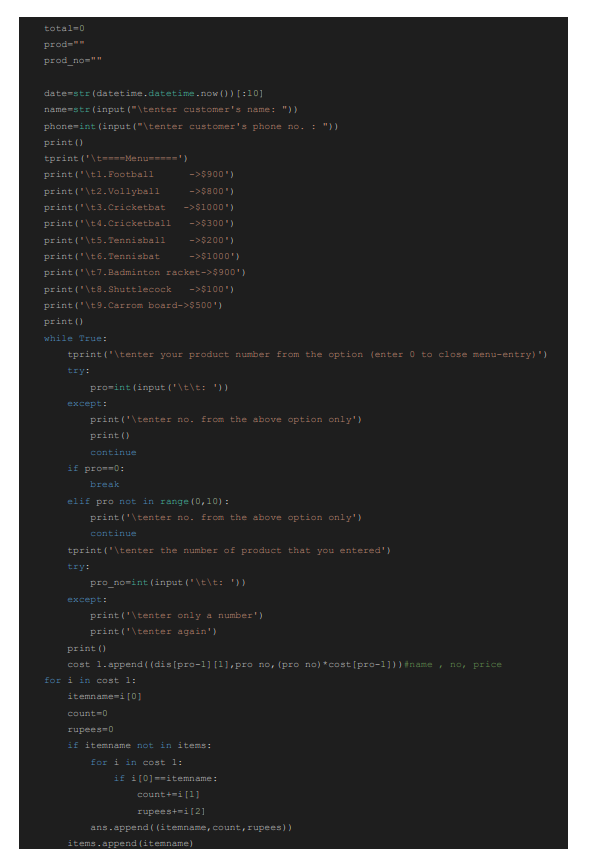 total=0
prod=""
prod_no=""
date=str(datetime.datetime.now())[:10]
name=str(input("\tenter customer's name: "))
phone=int(input("\tenter customer's phone no. : "))
print()
tprint('\t====Menu=====')
print('\t1.Football      ->$900')
print('\t2.Vollyball     ->$800')
print('\t3.Cricketbat   ->$1000')
print('\t4.Cricketball   ->$300')
print('\t5.Tennisball    ->$200')
print('\t6.Tennisbat     ->$1000')
print('\t7.Badminton racket->$900')
print('\t8.Shuttlecock   ->$100')
print('\t9.Carrom board->$500')
print()
while True:
    tprint('\tenter your product number from the option (enter 0 to close menu-entry)')
    try:
        pro=int(input('\t\t: '))
    except:
        print('\tenter no. from the above option only')
        print()
        continue
    if pro==0:
        break
    elif pro not in range(0,10):
        print('\tenter no. from the above option only')
        continue
    tprint('\tenter the number of product that you entered')
    try:
        pro_no=int(input('\t\t: '))
    except:
        print('\tenter only a number')
        print('\tenter again')
    print()
    cost 1.append((dis[pro-1][1],pro no,(pro no)*cost[pro-1]))#name , no, price
for i in cost 1:
    itemname=i[0]
    count=0
    rupees=0
    if itemname not in items:
        for i in cost 1:
            if i[0]==itemname:
                count+=i[1]
                rupees+=i[2]
        ans.append((itemname,count,rupees))
    items.append(itemname)